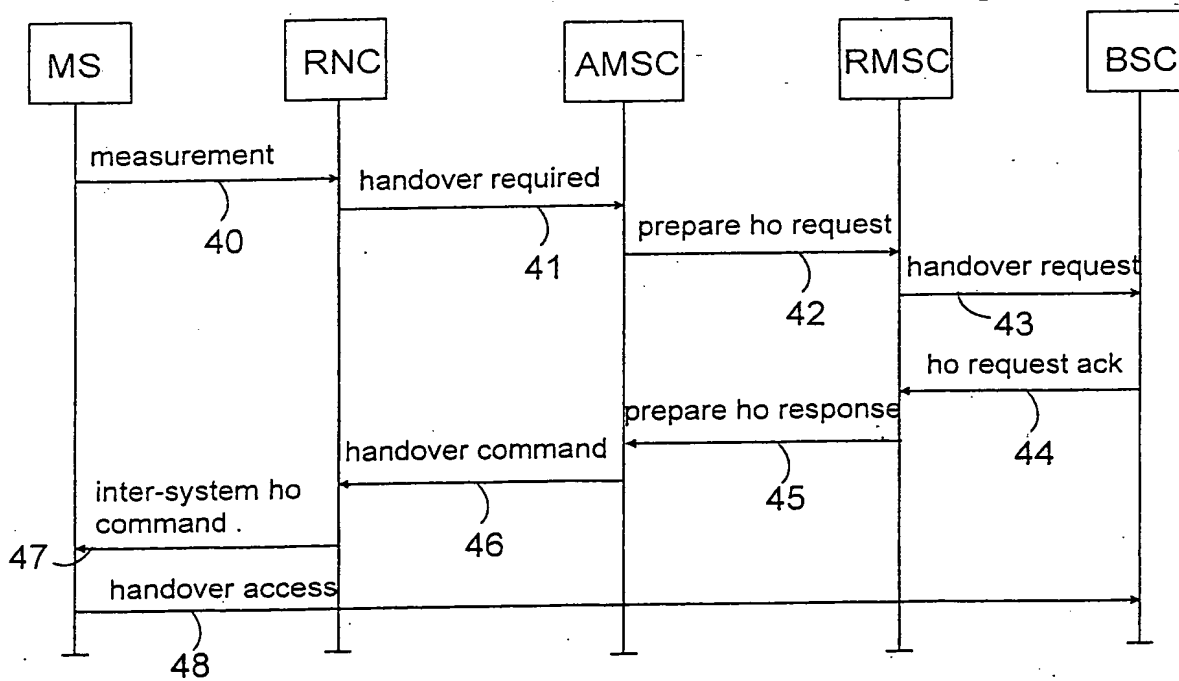 MS
RNC
AMSC
RMSC
BSC
measurement
40
handover required
41
prepare ho request
42
handover request
43
ho request ack
44
prepare ho response
45
handover command
46
inter-system ho
command .
47
handover access
48